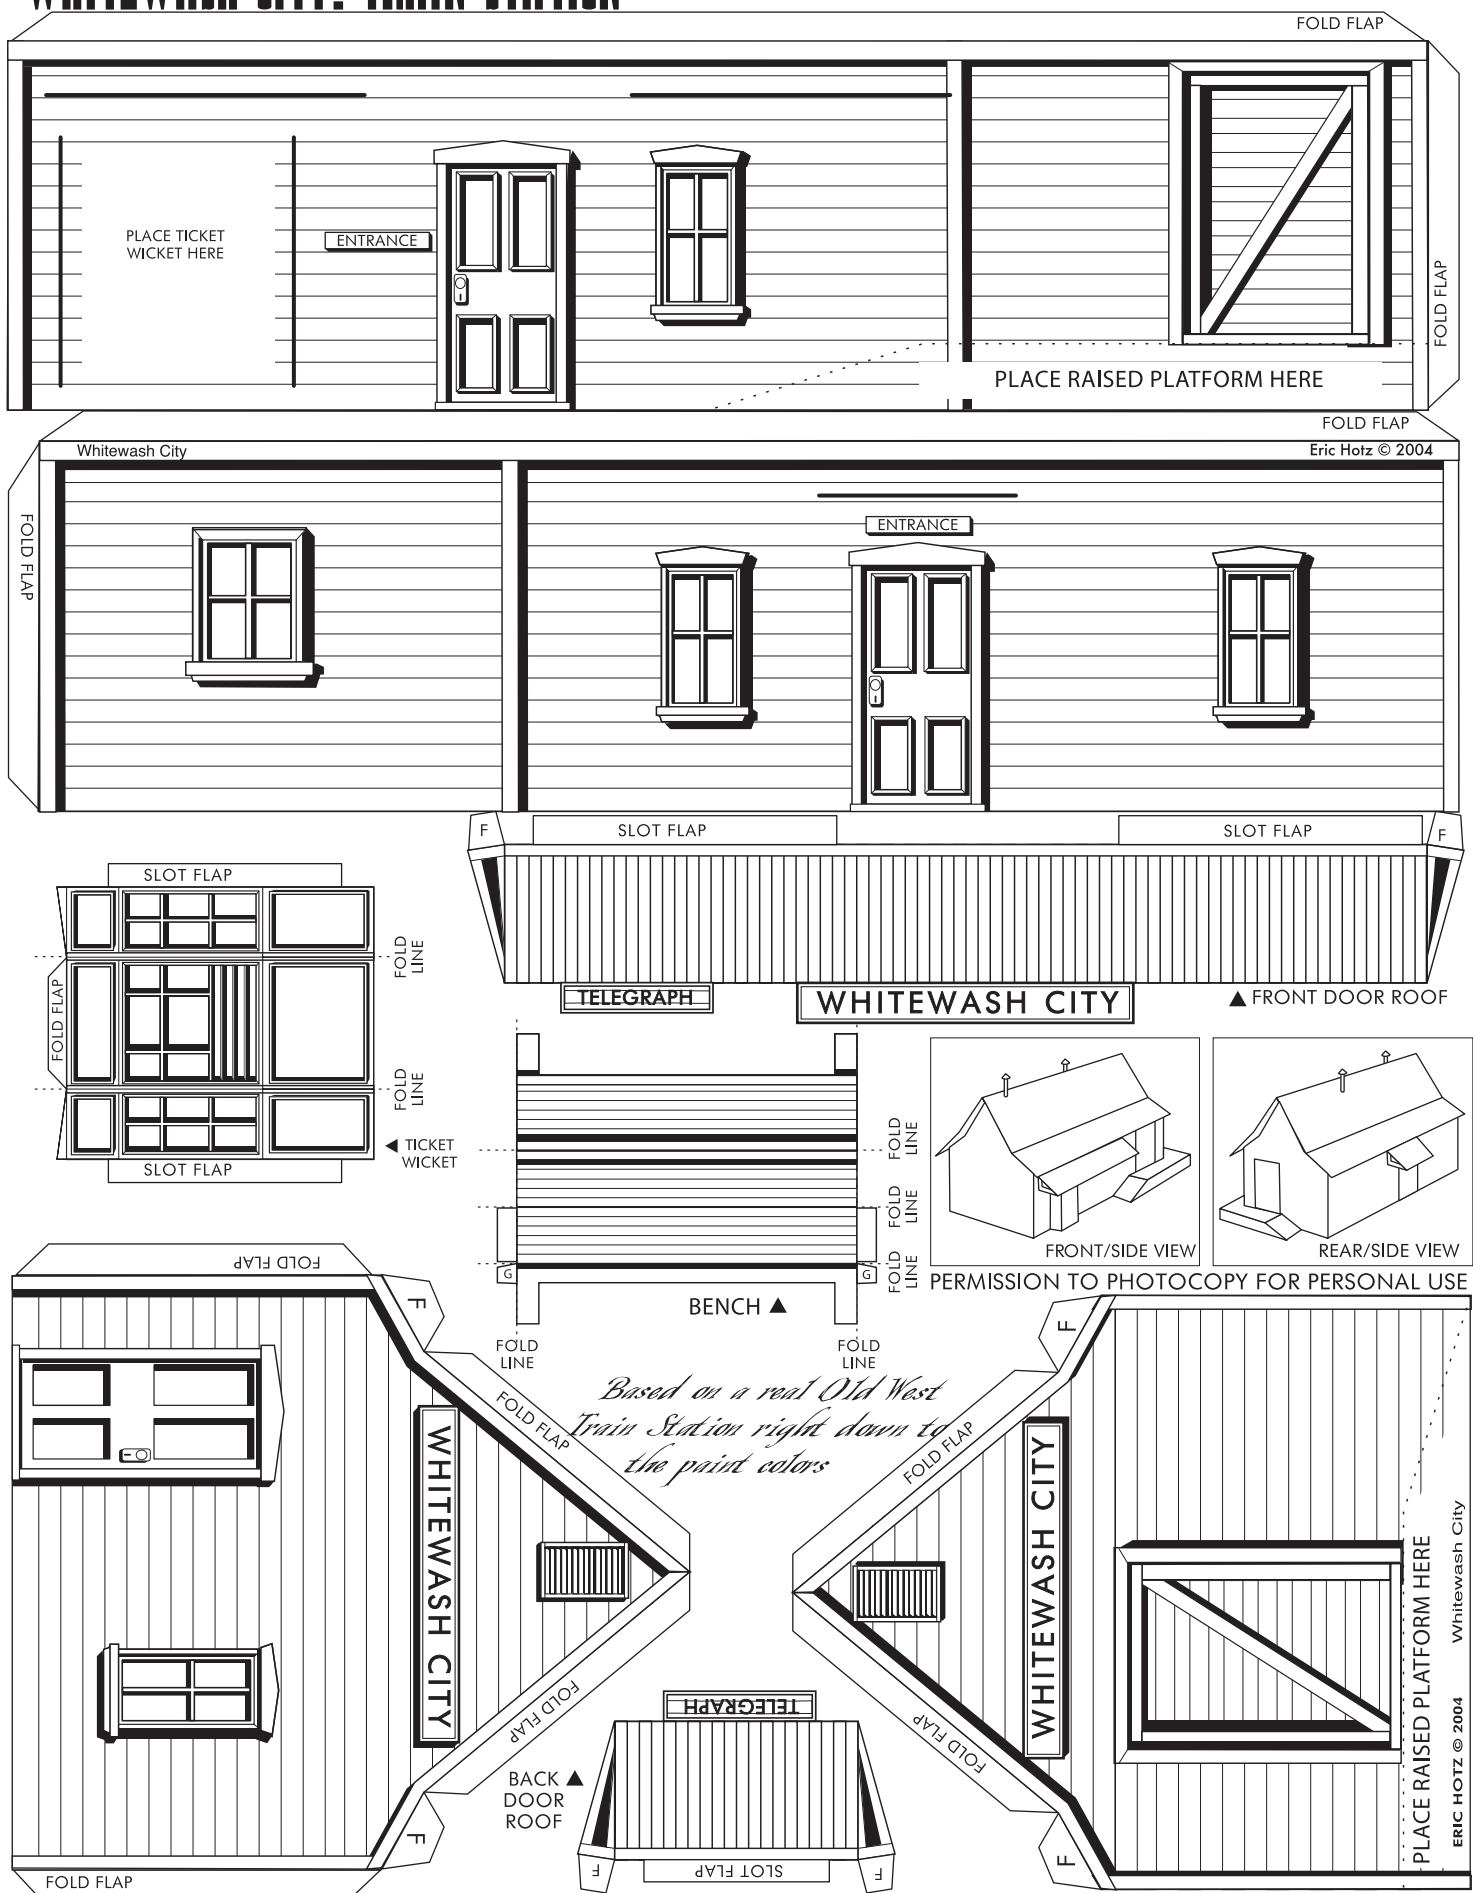 WHITEWASH CITY: TRAIN STATION
FOLD FLAP
PLACE TICKET
WICKET HERE
ENTRANCE
FOLD FLAP
PLACE RAISED PLATFORM HERE
FOLD FLAP
Whitewash City
Eric Hotz © 2004
FOLD FLAP
ENTRANCE
F
SLOT FLAP
SLOT FLAP
F
SLOT FLAP
FOLD
LINE
FOLD FLAP
FOLD
LINE
◄ TICKET
WICKET
SLOT FLAP
TELEGRAPH
WHITEWASH CITY
▲ FRONT DOOR ROOF
FOLD
LINE
FOLD
LINE
FOLD
LINE
G
G
BENCH ▲
FOLD
LINE
FOLD
LINE
FRONT/SIDE VIEW
REAR/SIDE VIEW
PERMISSION TO PHOTOCOPY FOR PERSONAL USE
FOLD FLAP
F
FOLD FLAP
WHITEWASH CITY
FOLD FLAP
F
FOLD FLAP
Based on a real Old West
Train Station right down to
the paint colors
F
FOLD FLAP
WHITEWASH CITY
FOLD FLAP
F
PLACE RAISED PLATFORM HERE
Whitewash City
ERIC HOTZ © 2004
TELEGRAPH
BACK ▲
DOOR
ROOF
F
SLOT FLAP
F